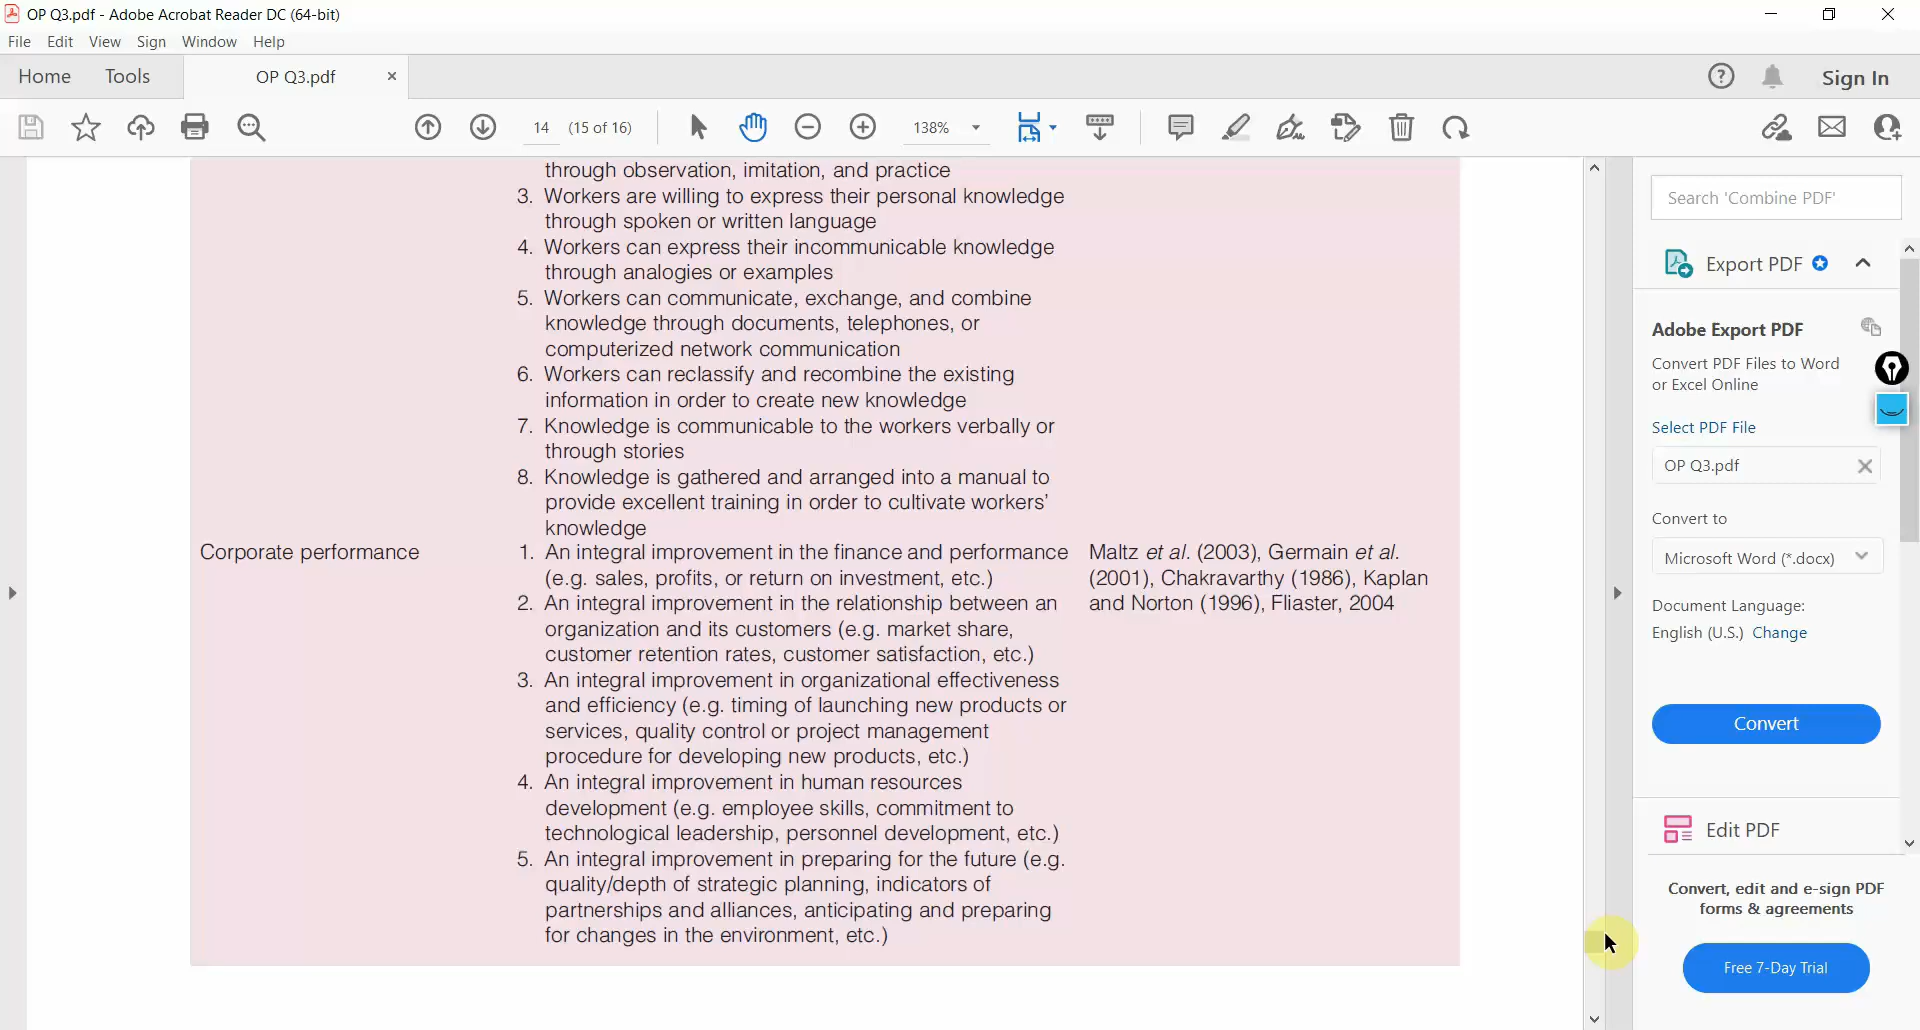 OP Q3.pdf - Adobe Acrobat Reader DC (64-bit)
File Edit View Sign Window Help
Home Tools OP Q3.pdf × Sign In
14 (15 of 16) 138%
through observation, imitation, and practice
3. Workers are willing to express their personal knowledge
through spoken or written language
4. Workers can express their incommunicable knowledge
through analogies or examples
5. Workers can communicate, exchange, and combine
knowledge through documents, telephones, or
computerized network communication
6. Workers can reclassify and recombine the existing
information in order to create new knowledge
7. Knowledge is communicable to the workers verbally or
through stories
8. Knowledge is gathered and arranged into a manual to
provide excellent training in order to cultivate workers'
knowledge
Corporate performance
1. An integral improvement in the finance and performance
(e.g. sales, profits, or return on investment, etc.)
2. An integral improvement in the relationship between an
organization and its customers (e.g. market share,
customer retention rates, customer satisfaction, etc.)
3. An integral improvement in organizational effectiveness
and efficiency (e.g. timing of launching new products or
services, quality control or project management
procedure for developing new products, etc.)
4. An integral improvement in human resources
development (e.g. employee skills, commitment to
technological leadership, personnel development, etc.)
5. An integral improvement in preparing for the future (e.g.
quality/depth of strategic planning, indicators of
partnerships and alliances, anticipating and preparing
for changes in the environment, etc.)
Maltz et al. (2003), Germain et al.
(2001), Chakravarthy (1986), Kaplan
and Norton (1996), Fliaster, 2004
Search 'Combine PDF'
Export PDF
Adobe Export PDF
Convert PDF Files to Word
or Excel Online
Select PDF File
OP Q3.pdf
Convert to
Microsoft Word (*.docx)
Document Language:
English (U.S.) Change
Convert
Edit PDF
Convert, edit and e-sign PDF
forms & agreements
Free 7-Day Trial